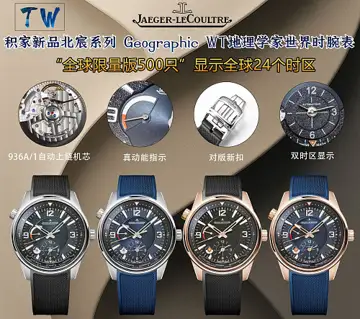 TW
JAEGER-LECOULTRE
积家新品北宸系列 Geographic WT地理学家世界时腕表
“全球限量版500只”显示全球24个时区
936A/1自动上链机芯
真动能指示
对版新扣
双时区显示